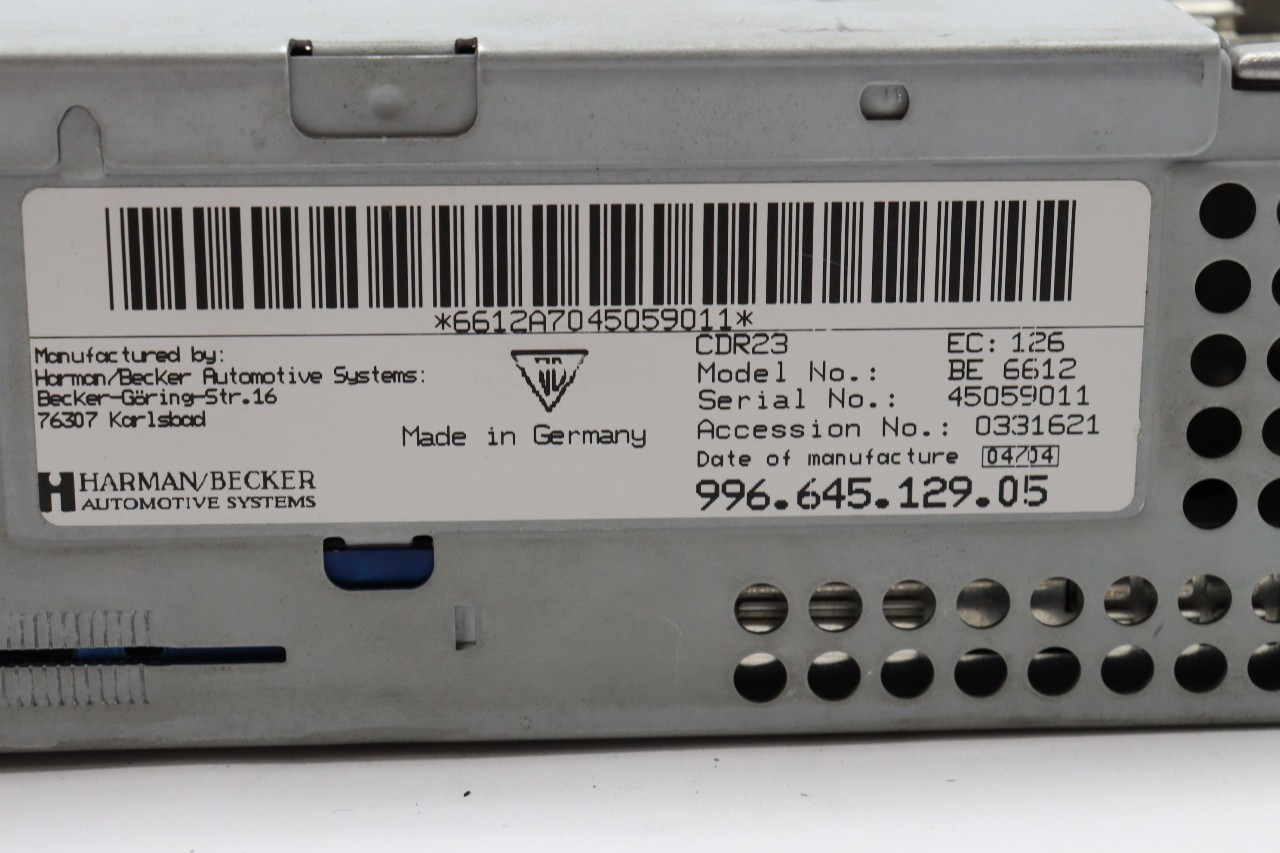 *6612A7045059011*
Manufactured by:
Harman/Becker Automotive Systems:
Becker-Göring-Str.16
76307 Karlsbad
HARMAN/BECKER
AUTOMOTIVE SYSTEMS
Made in Germany
CDR23 EC: 126
Model No.: BE 6612
Serial No.: 45059011
Accession No.: 0331621
Date of manufacture 04/04
996.645.129.05